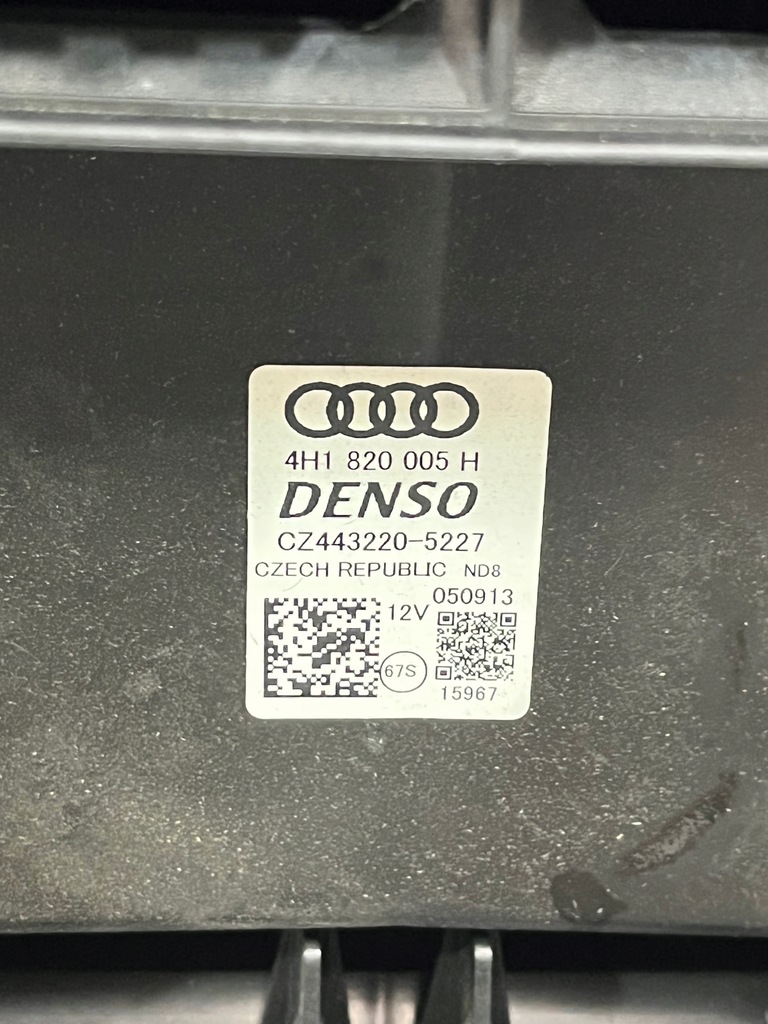 4H1 820 005 H
DENSO
CZ443220-5227
CZECH REPUBLIC ND8
050913
12V
67S
15967